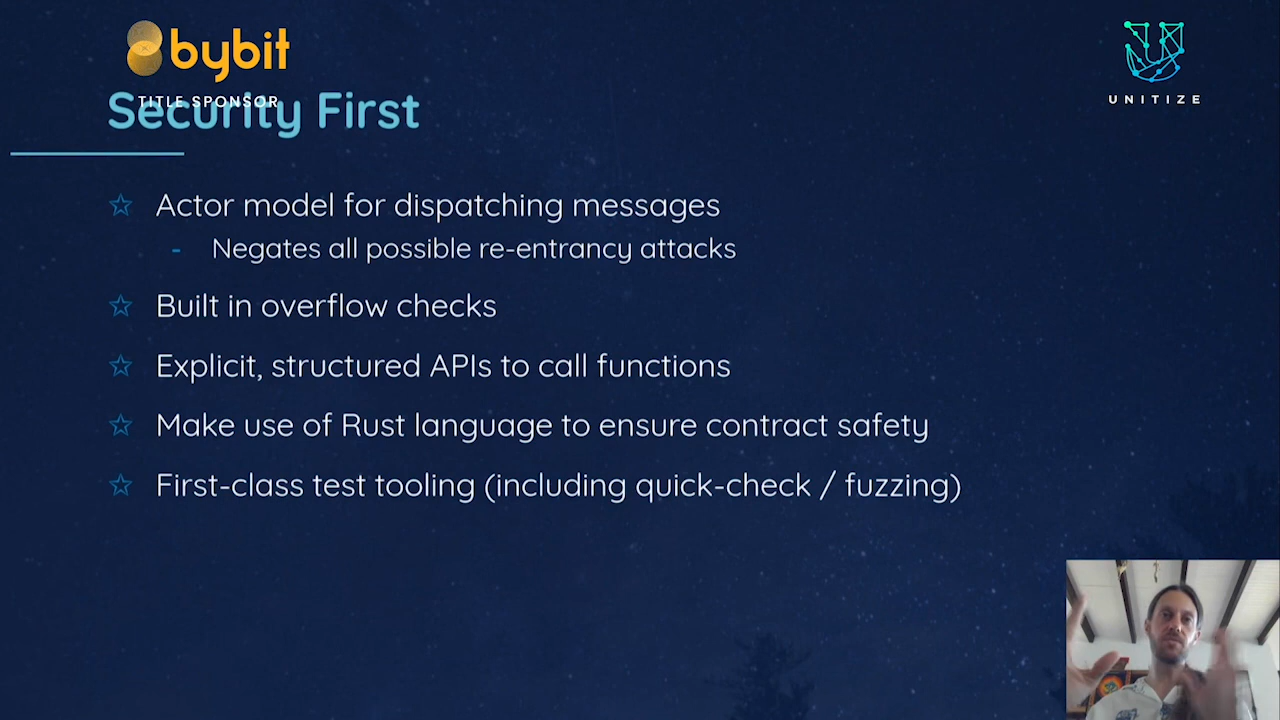 bybit
TITLE SPONSOR
UNITIZE
Security First
Actor model for dispatching messages
- Negates all possible re-entrancy attacks
Built in overflow checks
Explicit, structured APIs to call functions
Make use of Rust language to ensure contract safety
First-class test tooling (including quick-check / fuzzing)